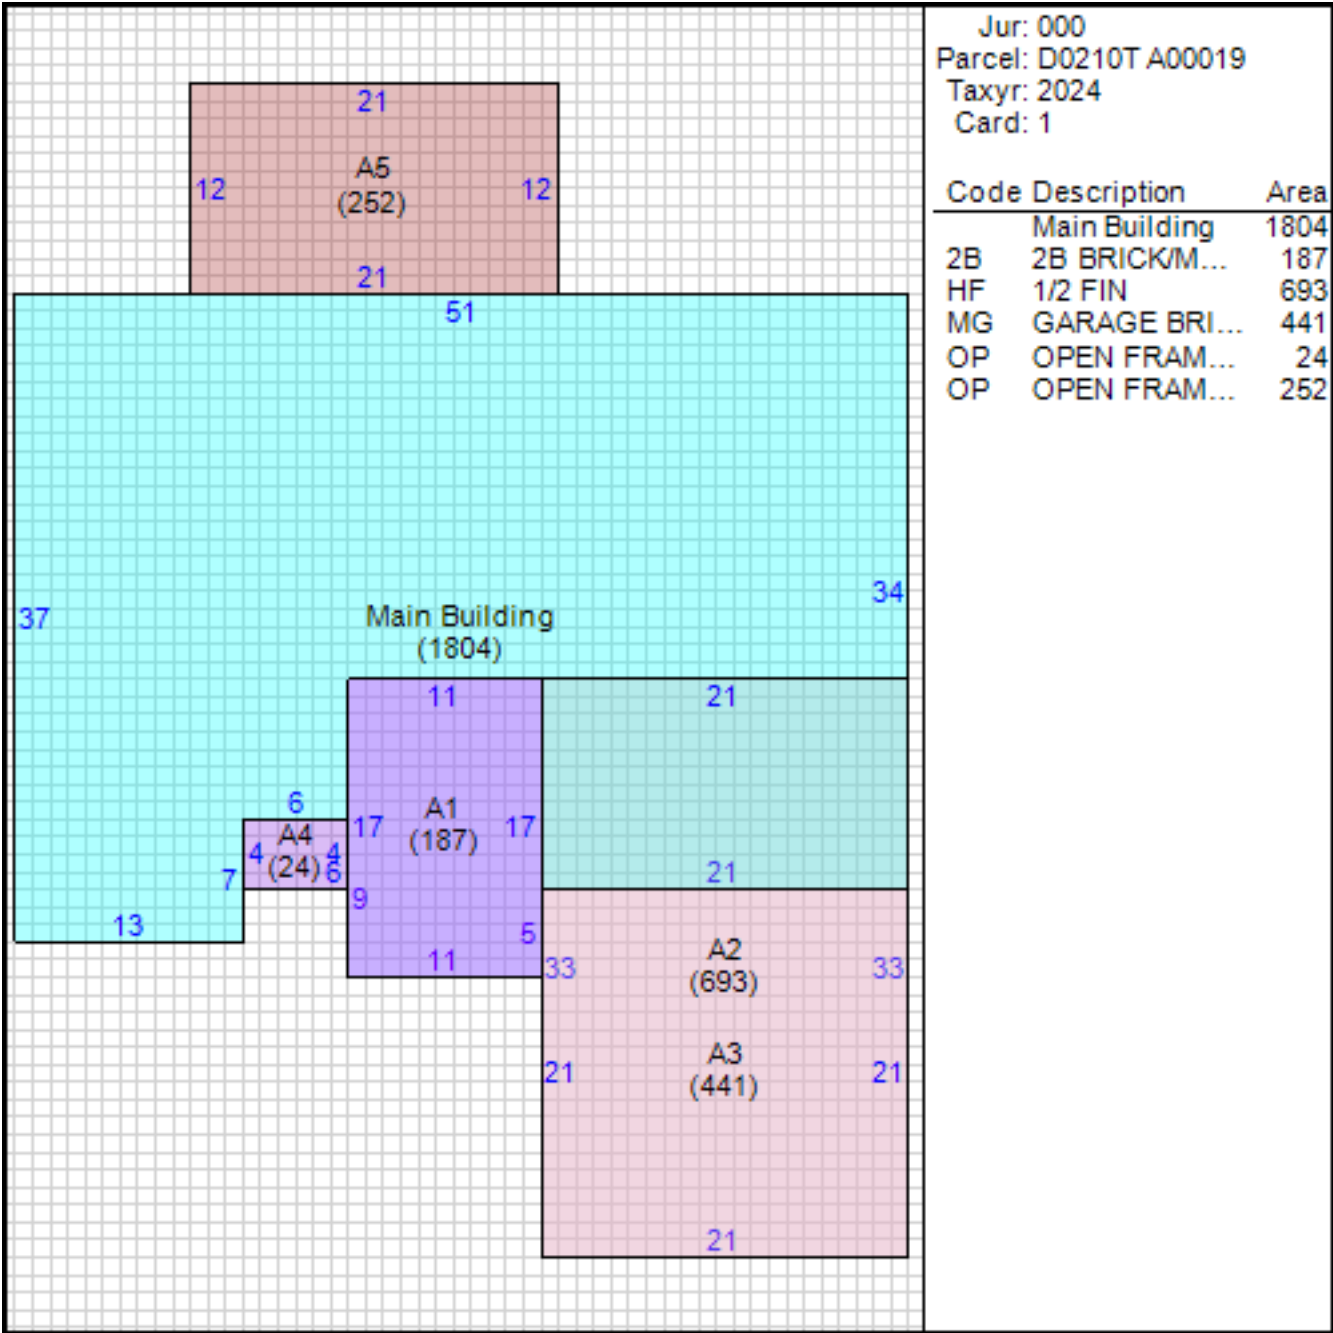 Jur: 000
Parcel: D0210T A00019
Taxyr: 2024
Card: 1
Code Description Area
Main Building 1804
2B 2B BRICK/M... 187
HF 1/2 FIN 693
MG GARAGE BRI... 441
OP OPEN FRAM... 24
OP OPEN FRAM... 252
21
A5
12 12
(252)
21
51
34
37
Main Building
(1804)
11 21
6
A1
17 17
(187)
A4
4 4
(24) 6
7
21
9
13
5
11
A2
33 33
(693)
A3
21 21
(441)
21